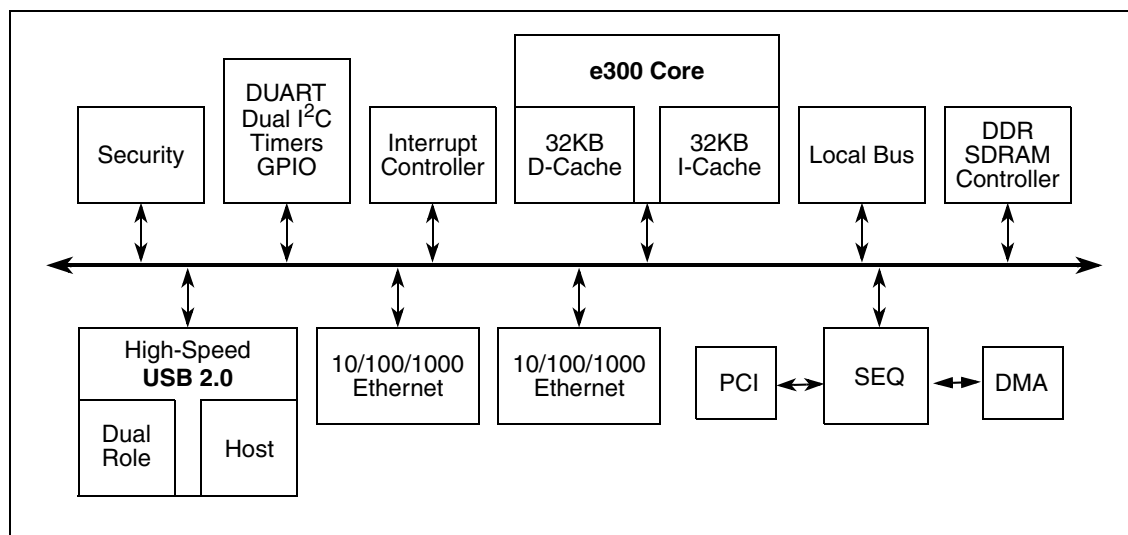 e300 Core
Security
DUART
Dual I²C
Timers
GPIO
Interrupt
Controller
32KB
D-Cache
32KB
I-Cache
Local Bus
DDR
SDRAM
Controller
High-Speed
USB 2.0
Dual
Role
Host
10/100/1000
Ethernet
10/100/1000
Ethernet
PCI
SEQ
DMA